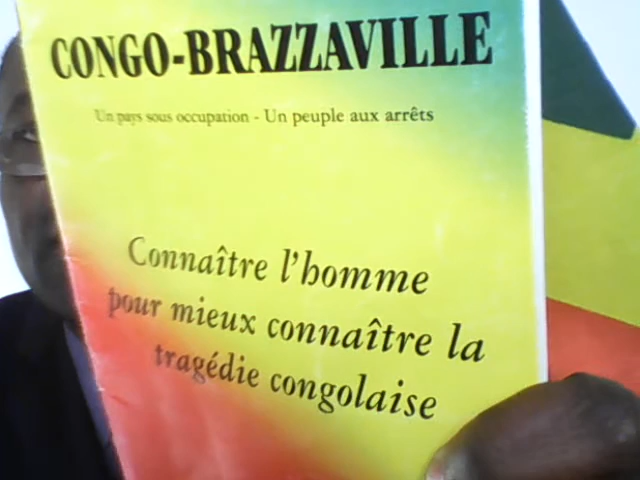 CONGO-BRAZZAVILLE
Un pays sous occupation - Un peuple aux arrêts
Connaître l'homme
pour mieux connaître la
tragédie congolaise